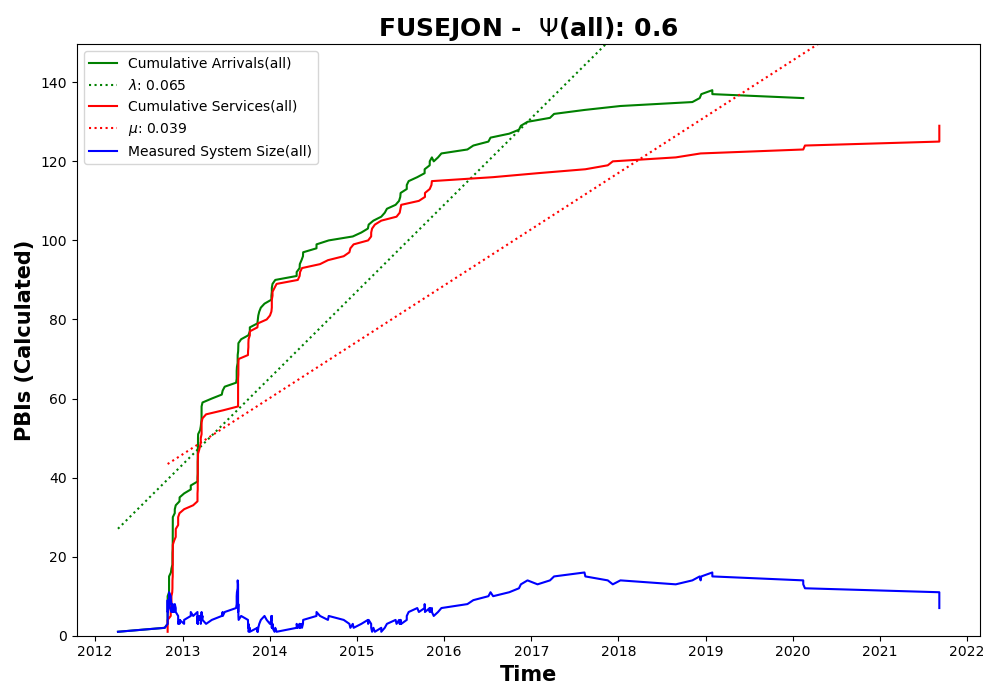 FUSEJON - Ψ(all): 0.6
Cumulative Arrivals(all)
λ: 0.065
Cumulative Services(all)
μ: 0.039
Measured System Size(all)
PBIs (Calculated)
140
120
100
80
60
40
20
0
2012 2013 2014 2015 2016 2017 2018 2019 2020 2021 2022
Time